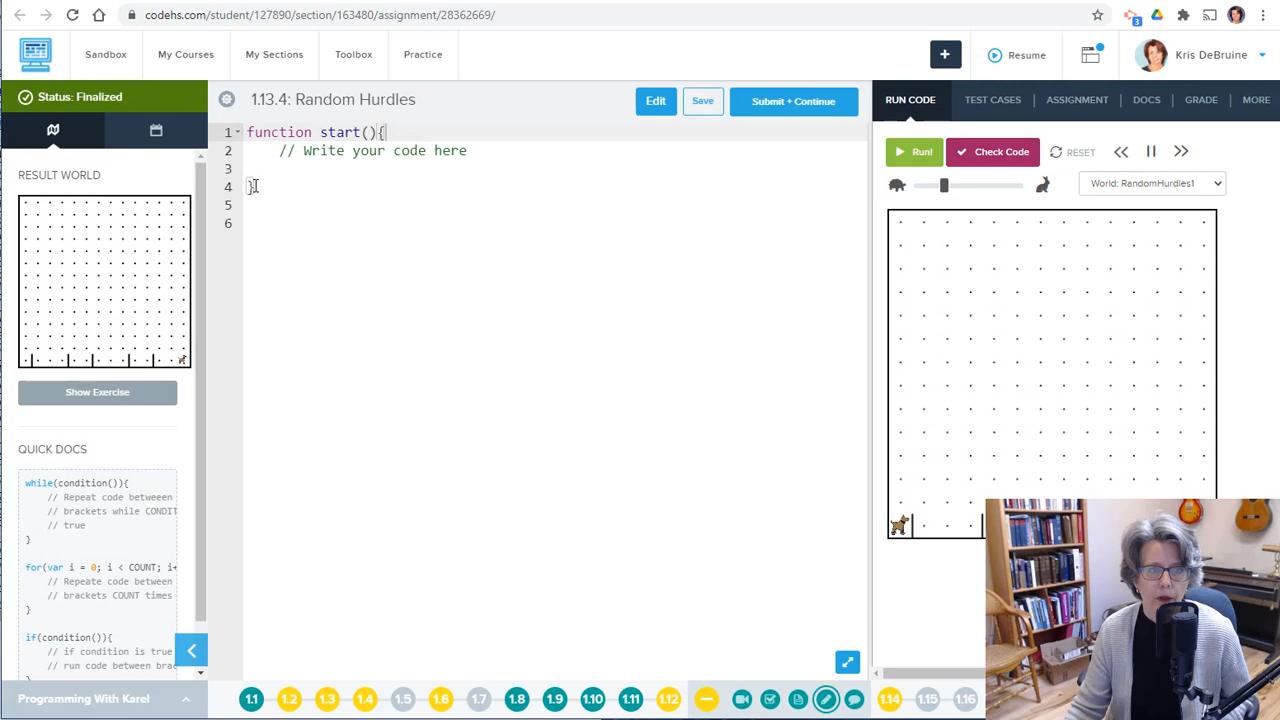 codehs.com/student/127890/section/163480/assignment/28362669/
3
Sandbox
My Courses
My Sections
Toolbox
Practice
+
Resume
Kris DeBruine
Status: Finalized
1.13.4: Random Hurdles
Edit
Save
Submit + Continue
RUN CODE
TEST CASES
ASSIGNMENT
DOCS
GRADE
MORE
1 function start(){
2 // Write your code here
3
4 }
5
6
Run!
Check Code
RESET
World: RandomHurdles1
RESULT WORLD
Show Exercise
QUICK DOCS
while(condition()){
// Repeat code betweeen
// brackets while CONDIT
// true
}
for(var i = 0; i < COUNT; i+
// Repeate code between
// brackets COUNT times
}
if(condition()){
// if condition is true
// run code between brac
Programming With Karel
1.1
1.2
1.3
1.4
1.5
1.6
1.7
1.8
1.9
1.10
1.11
1.12
1.14
1.15
1.16